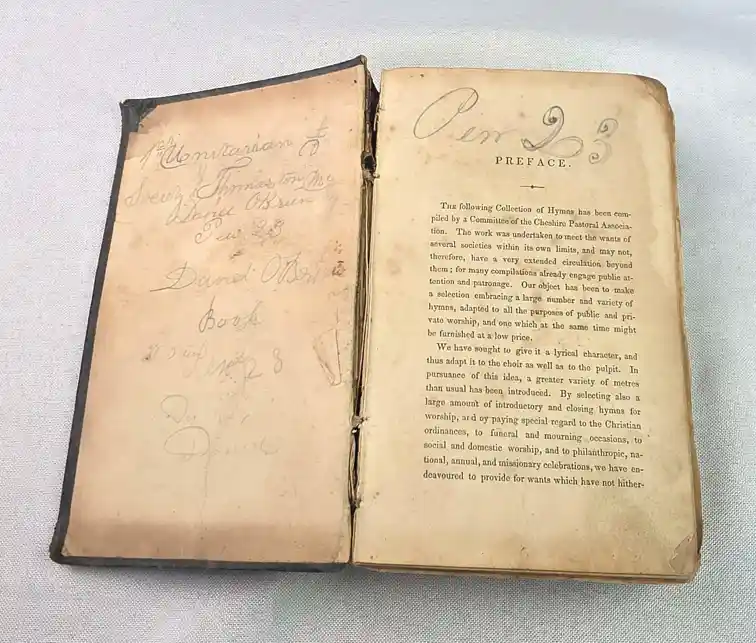 1st Unitarian
Society Thomaston Me
Daniel OBrien
Pew 23
Daniel OBri
Book
23
Pew 23
PREFACE.
The following Collection of Hymns has been com-
piled by a Committee of the Cheshire Pastoral Associa-
tion. The work was undertaken to meet the wants of
several societies within its own limits, and may not,
therefore, have a very extended circulation beyond
them; for many compilations already engage public at-
tention and patronage. Our object has been to make
a selection embracing a large number and variety of
hymns, adapted to all the purposes of public and pri-
vate worship, and one which at the same time might
be furnished at a low price.
We have sought to give it a lyrical character, and
thus adapt it to the choir as well as to the pulpit. In
pursuance of this idea, a greater variety of metres
than usual has been introduced. By selecting also a
large amount of introductory and closing hymns for
worship, and by paying special regard to the Christian
ordinances, to funeral and mourning occasions, to
social and domestic worship, and to philanthropic, na-
tional, annual, and missionary celebrations, we have en-
deavoured to provide for wants which have not hither-